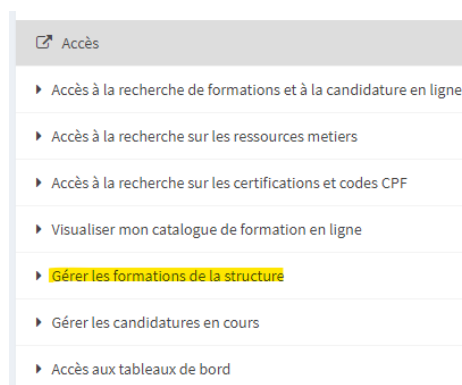 Accès
Accès à la recherche de formations et à la candidature en ligne
Accès à la recherche sur les ressources metiers
Accès à la recherche sur les certifications et codes CPF
Visualiser mon catalogue de formation en ligne
Gérer les formations de la structure
Gérer les candidatures en cours
Accès aux tableaux de bord